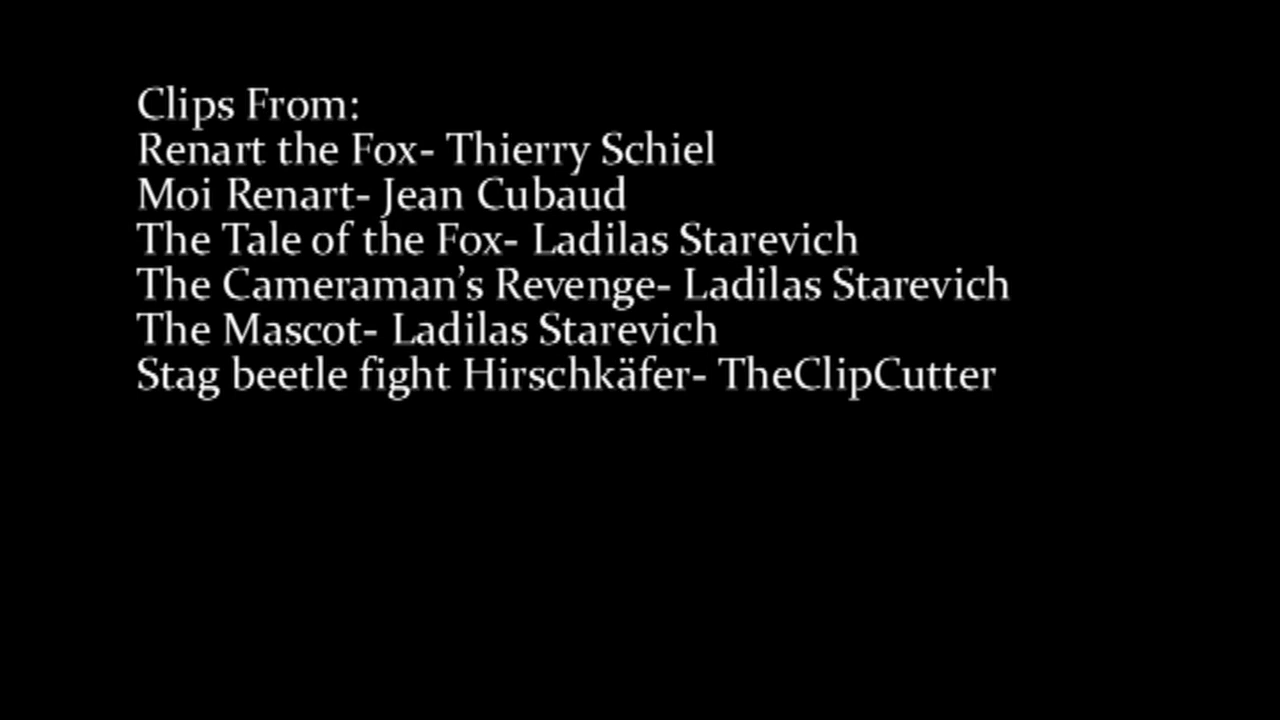 Clips From:
Renart the Fox- Thierry Schiel
Moi Renart- Jean Cubaud
The Tale of the Fox- Ladilas Starevich
The Cameraman’s Revenge- Ladilas Starevich
The Mascot- Ladilas Starevich
Stag beetle fight Hirschkäfer- TheClipCutter